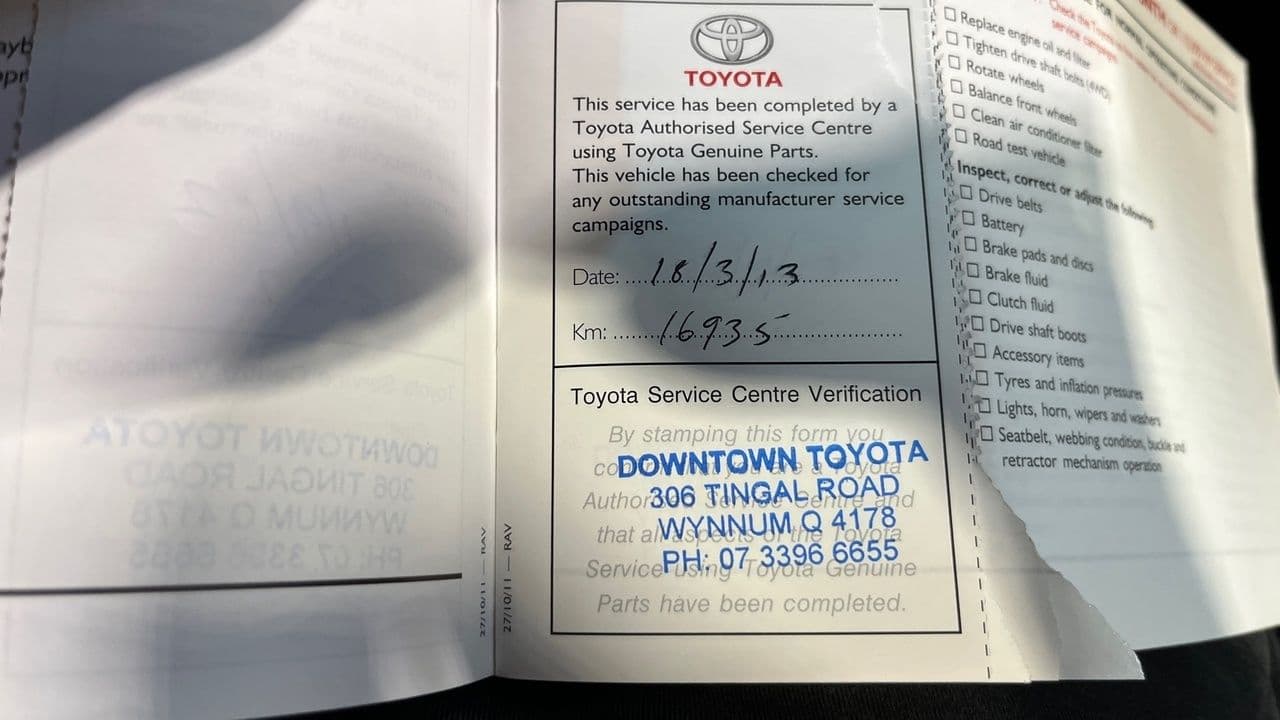 TOYOTA
This service has been completed by a
Toyota Authorised Service Centre
using Toyota Genuine Parts.
This vehicle has been checked for
any outstanding manufacturer service
campaigns.
Date: 18/3/13
Km: 16935
Toyota Service Centre Verification
By stamping this form you
DOWNTOWN TOYOTA
306 TINGAL ROAD
WYNNUM Q 4178
PH: 07 3396 6655
Service using Toyota Genuine
Parts have been completed.
27/10/11 — RAV
27/10/11 — RAV
Replace engine oil and filter
Tighten drive shaft bolts (4WD)
Rotate wheels
Balance front wheels
Clean air conditioner filter
Road test vehicle
Inspect, correct or adjust the following
Drive belts
Battery
Brake pads and discs
Brake fluid
Clutch fluid
Drive shaft boots
Accessory items
Tyres and inflation pressures
Lights, horn, wipers and washers
Seatbelt, webbing condition, buckle and
retractor mechanism operation